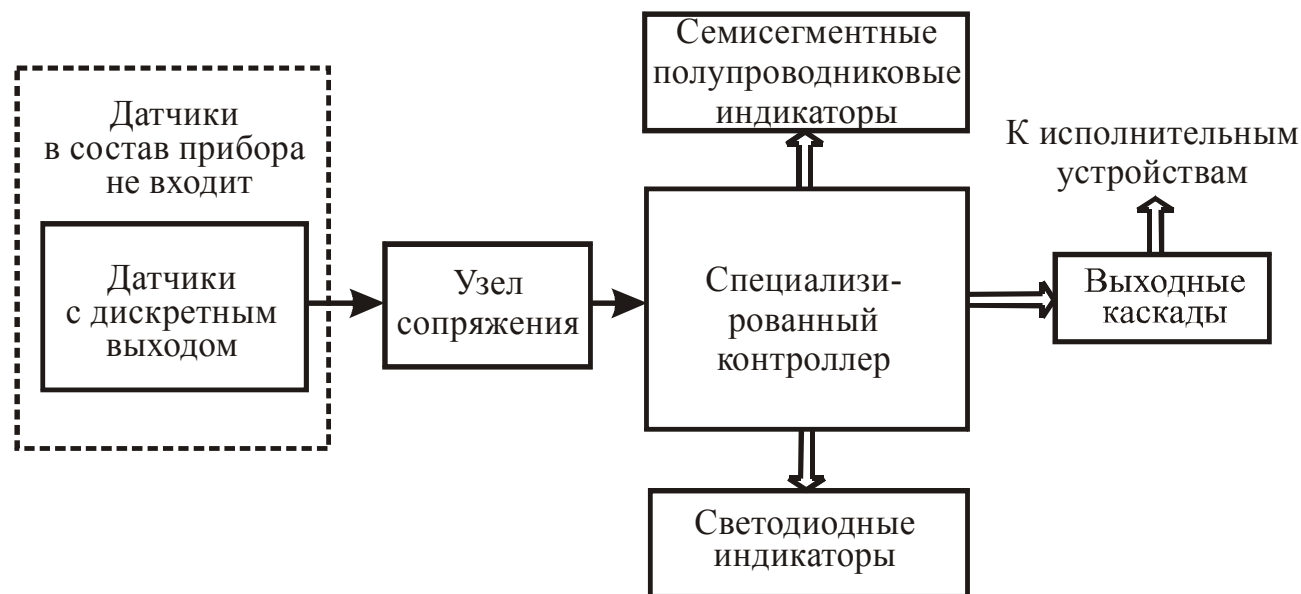 Датчики
в состав прибора
не входит
Датчики
с дискретным
выходом
Узел
сопряжения
Семисегментные
полупроводниковые
индикаторы
Специализи-
рованный
контроллер
Светодиодные
индикаторы
К исполнительным
устройствам
Выходные
каскады